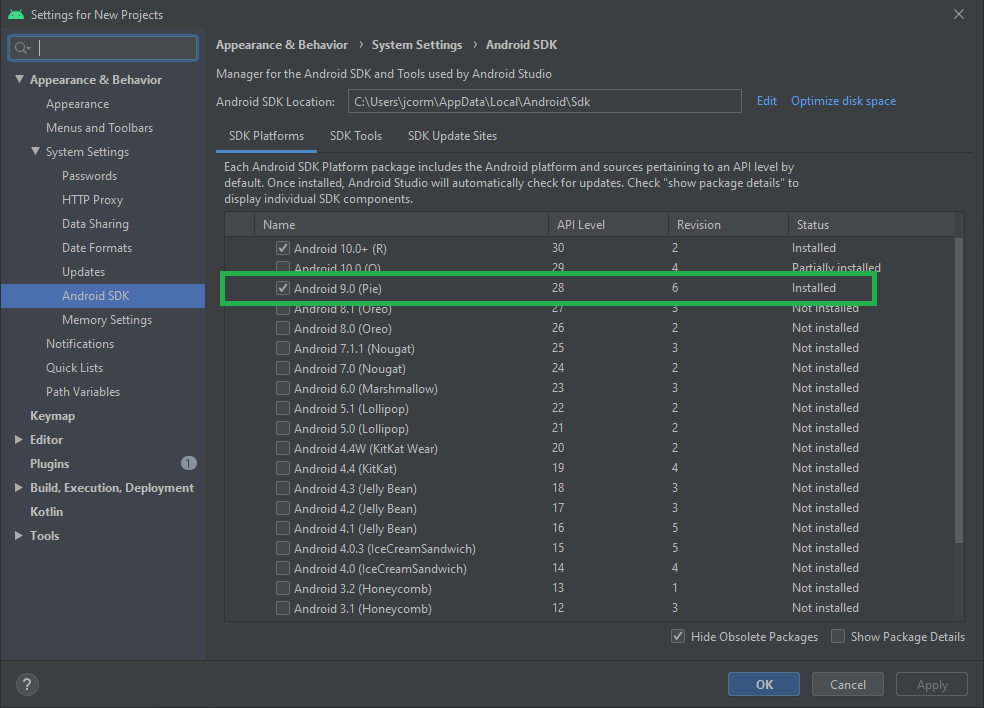 Settings for New Projects
Appearance & Behavior
Appearance
Menus and Toolbars
System Settings
Passwords
HTTP Proxy
Data Sharing
Date Formats
Updates
Android SDK
Memory Settings
Notifications
Quick Lists
Path Variables
Keymap
Editor
Plugins 1
Build, Execution, Deployment
Kotlin
Tools
Appearance & Behavior › System Settings › Android SDK
Manager for the Android SDK and Tools used by Android Studio
Android SDK Location: C:\Users\jcorm\AppData\Local\Android\Sdk Edit Optimize disk space
SDK Platforms SDK Tools SDK Update Sites
Each Android SDK Platform package includes the Android platform and sources pertaining to an API level by
default. Once installed, Android Studio will automatically check for updates. Check "show package details" to
display individual SDK components.
Name API Level Revision Status
Android 10.0+ (R) 30 2 Installed
Android 10.0 (Q) 29 4 Partially installed
Android 9.0 (Pie) 28 6 Installed
Android 8.1 (Oreo) 27 3 Not installed
Android 8.0 (Oreo) 26 2 Not installed
Android 7.1.1 (Nougat) 25 3 Not installed
Android 7.0 (Nougat) 24 2 Not installed
Android 6.0 (Marshmallow) 23 3 Not installed
Android 5.1 (Lollipop) 22 2 Not installed
Android 5.0 (Lollipop) 21 2 Not installed
Android 4.4W (KitKat Wear) 20 2 Not installed
Android 4.4 (KitKat) 19 4 Not installed
Android 4.3 (Jelly Bean) 18 3 Not installed
Android 4.2 (Jelly Bean) 17 3 Not installed
Android 4.1 (Jelly Bean) 16 5 Not installed
Android 4.0.3 (IceCreamSandwich) 15 5 Not installed
Android 4.0 (IceCreamSandwich) 14 4 Not installed
Android 3.2 (Honeycomb) 13 1 Not installed
Android 3.1 (Honeycomb) 12 3 Not installed
Hide Obsolete Packages Show Package Details
? OK Cancel Apply